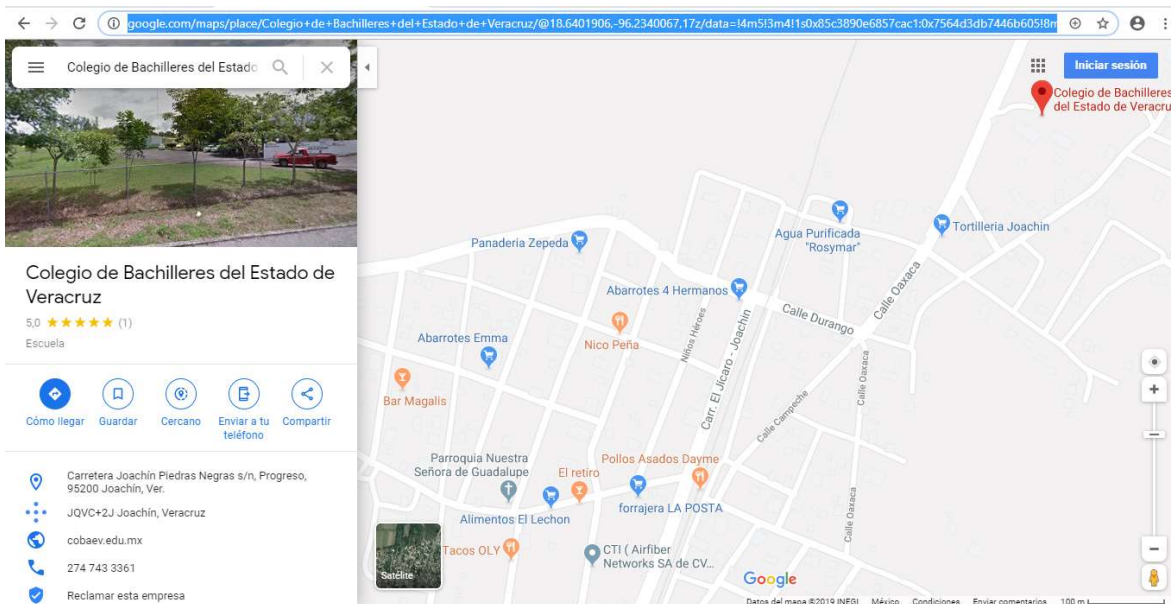 google.com/maps/place/Colegio+de+Bachilleres+del+Estado+de+Veracruz/@18.6401906,-96.2340067,17z/data=!4m5!3m4!1s0x85c3890e6857cac1:0x7564d3db7446b605!8m
Colegio de Bachilleres del Estado
Iniciar sesión
Colegio de Bachilleres
del Estado de Veracru
Colegio de Bachilleres del Estado de
Veracruz
5,0 ★★★★★ (1)
Escuela
Cómo llegar
Guardar
Cercano
Enviar a tu
teléfono
Compartir
Carretera Joachín Piedras Negras s/n, Progreso,
95200 Joachín, Ver.
JQVC+2J Joachín, Veracruz
cobaev.edu.mx
274 743 3361
Reclamar esta empresa
Panaderia Zepeda
Agua Purificada
"Rosymar"
Tortilleria Joachin
Abarrotes 4 Hermanos
Calle Oaxaca
Calle Durango
Niños Héroes
Nico Peña
Abarrotes Emma
Carr. El Jícaro - Joachin
Calle Oaxaca
Bar Magalis
Calle Campeche
Parroquia Nuestra
Señora de Guadalupe
El retiro
Pollos Asados Dayme
Alimentos El Lechon
forrajera LA POSTA
Calle Oaxaca
Tacos OLY
CTI ( Airfiber
Networks SA de CV...
Satélite
Google
Datos del mapa ©2019 INEGI
México
Condiciones
Enviar comentarios
100 m